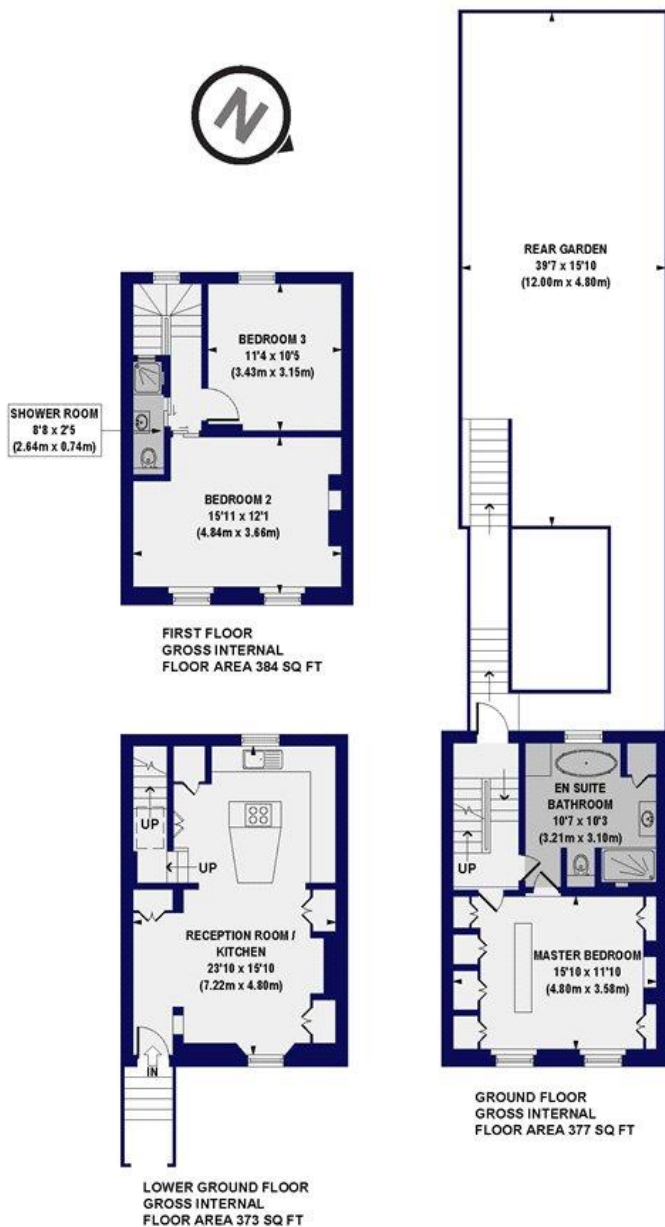 N
REAR GARDEN
39'7 x 15'10
(12.00m x 4.80m)
BEDROOM 3
11'4 x 10'5
(3.43m x 3.15m)
SHOWER ROOM
8'8 x 2'5
(2.64m x 0.74m)
BEDROOM 2
15'11 x 12'1
(4.84m x 3.66m)
FIRST FLOOR
GROSS INTERNAL
FLOOR AREA 384 SQ FT
UP
UP
RECEPTION ROOM /
KITCHEN
23'10 x 15'10
(7.22m x 4.80m)
IN
LOWER GROUND FLOOR
GROSS INTERNAL
FLOOR AREA 373 SQ FT
EN SUITE
BATHROOM
10'7 x 10'3
(3.21m x 3.10m)
UP
MASTER BEDROOM
15'10 x 11'10
(4.80m x 3.58m)
GROUND FLOOR
GROSS INTERNAL
FLOOR AREA 377 SQ FT